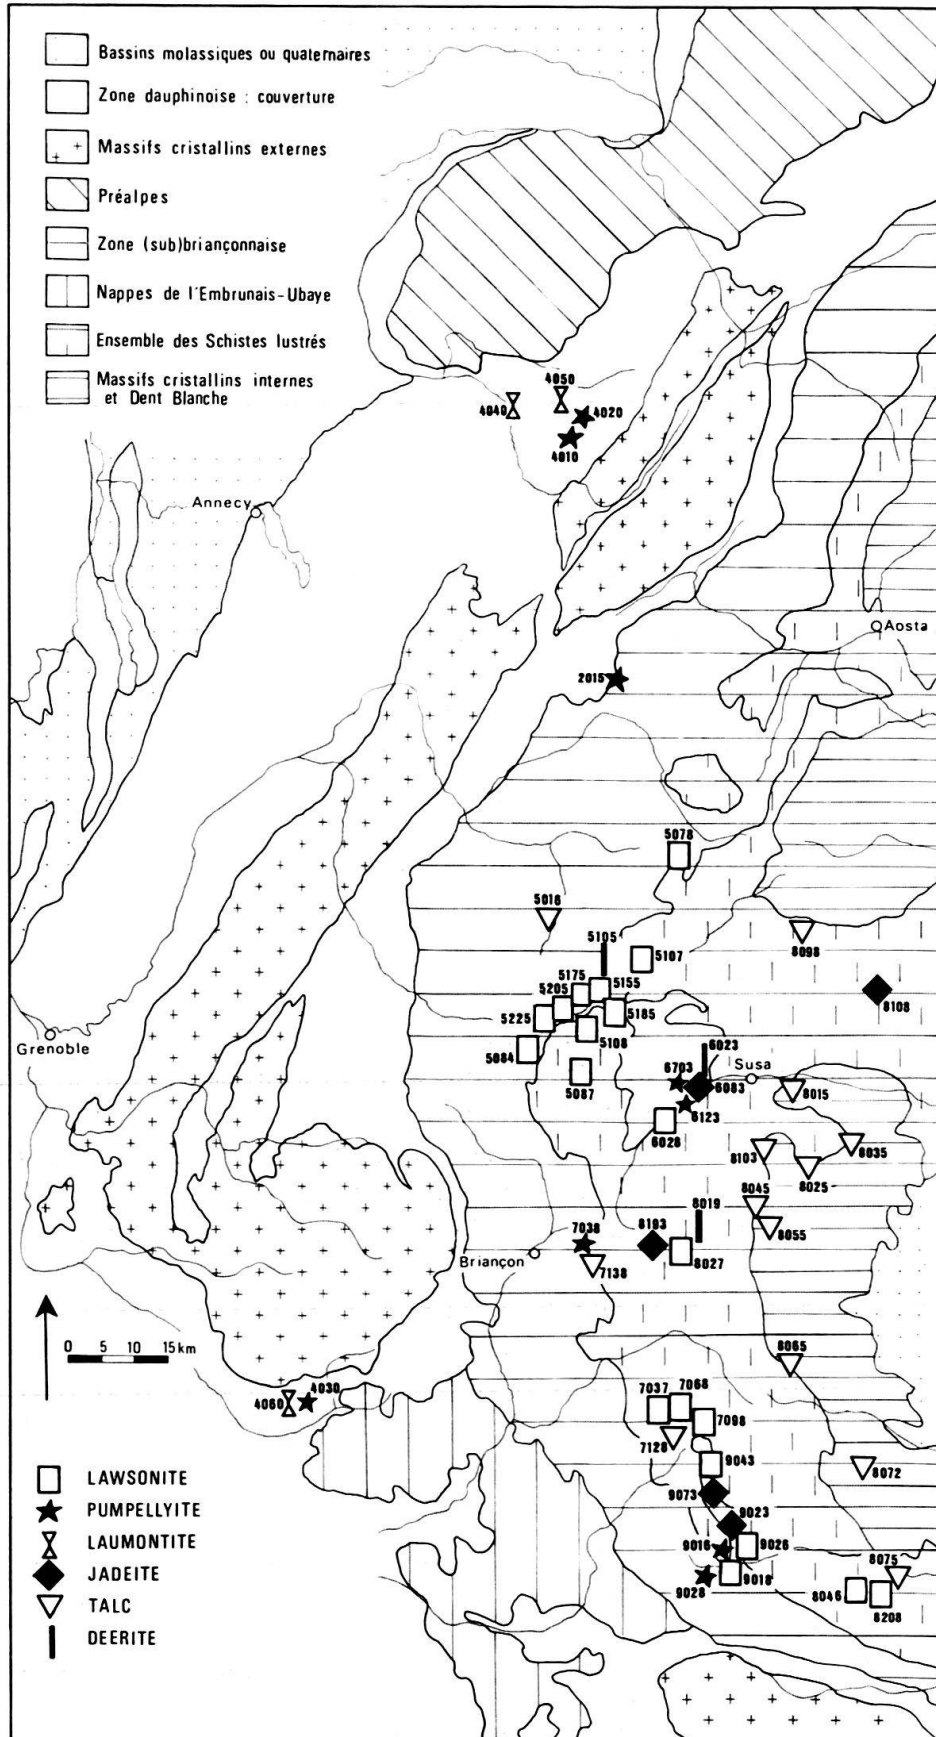 Bassins molassiques ou quaternaires
Zone dauphinoise : couverture
Massifs cristallins externes
Préalpes
Zone (sub)briançonnaise
Nappes de l'Embrunais-Ubaye
Ensemble des Schistes lustrés
Massifs cristallins internes
et Dent Blanche
4050
4040
4020
4010
Annecy
Aosta
2015
5078
5016
8098
5105
5107
5175
5155
5205
8108
5225
5185
5108
Grenoble
6023
5084
6703
Susa
5087
6083
8015
6123
6028
8103
8035
8025
8045
8019
7038
8193
8055
Briançon
8027
7138
0 5 10 15 km
8065
4060
4030
7037
7068
7098
7128
9043
8072
9073
9023
9016
9026
8075
9028
9018
8046
8208
LAWSONITE
PUMPELLYITE
LAUMONTITE
JADEITE
TALC
DEERITE